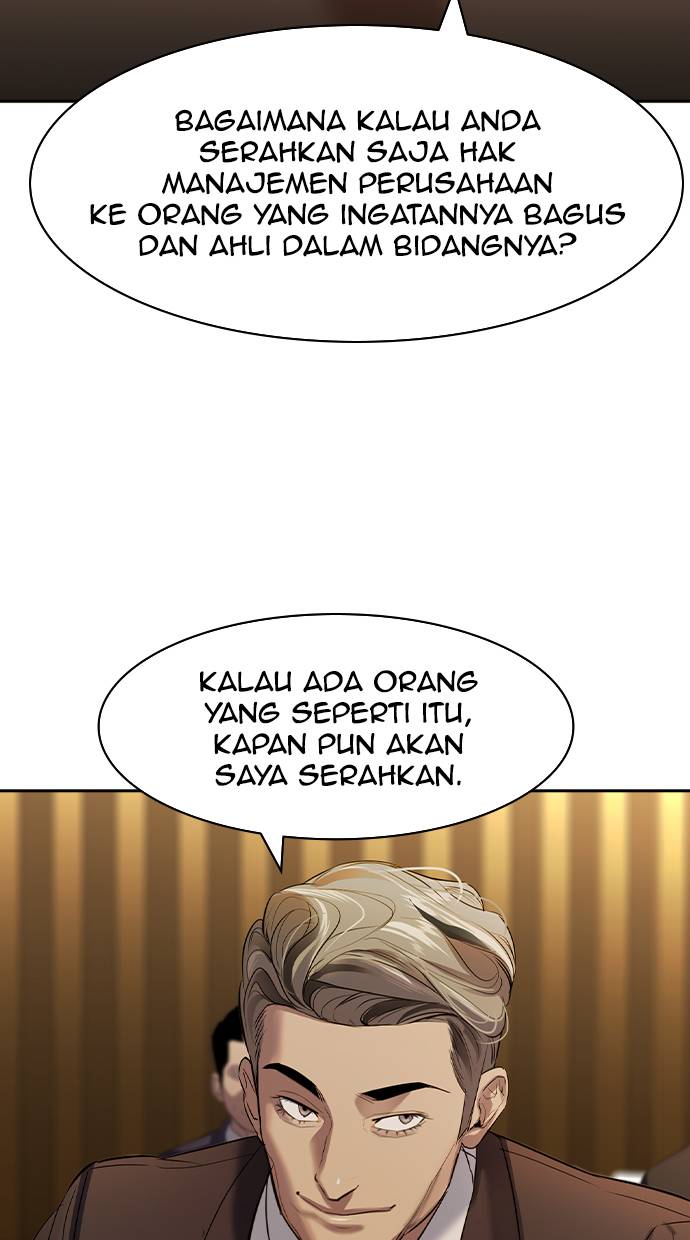 BAGAIMANA KALAU ANDA
SERAHKAN SAJA HAK
MANAJEMEN PERUSAHAAN
KE ORANG YANG INGATANNYA BAGUS
DAN AHLI DALAM BIDANGNYA?
KALAU ADA ORANG
YANG SEPERTI ITU,
KAPAN PUN AKAN
SAYA SERAHKAN.